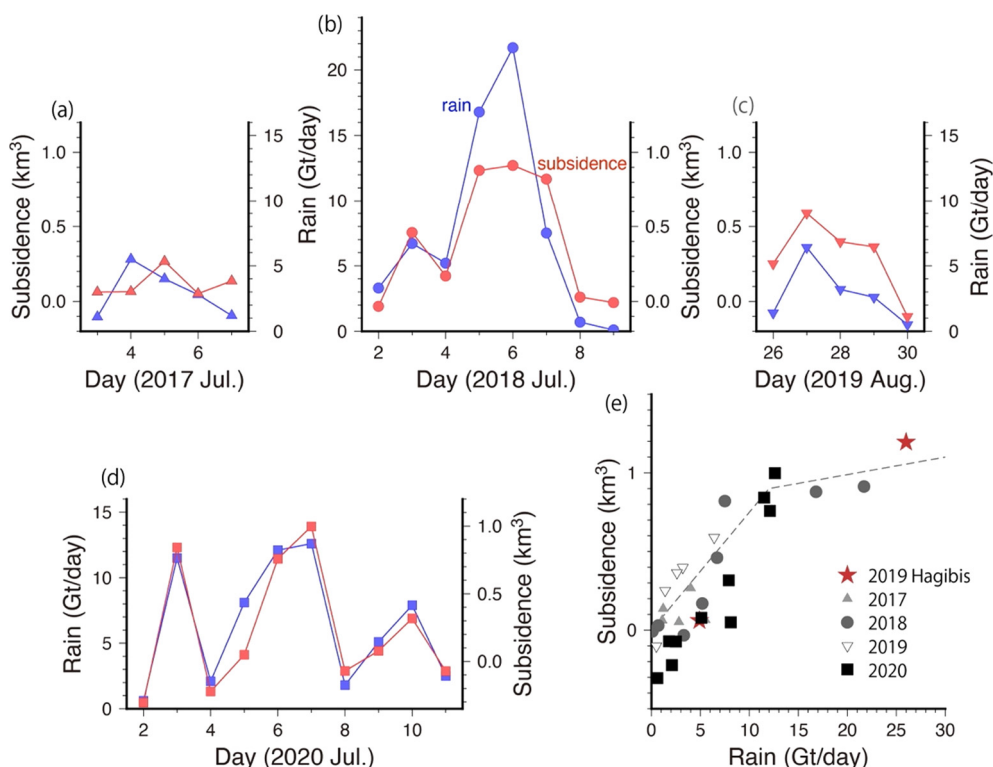 (a)
Subsidence (km³)
1.0
0.5
0.0
15
10
5
0
4 6
Day (2017 Jul.)
(b)
Rain (Gt/day)
20
15
10
5
0
rain
subsidence
1.0
0.5
0.0
Subsidence (km³)
2 4 6 8
Day (2018 Jul.)
(c)
1.0
0.5
0.0
15
10
5
0
Rain (Gt/day)
26 28 30
Day (2019 Aug.)
(d)
Rain (Gt/day)
15
10
5
0
1.0
0.5
0.0
Subsidence (km³)
2 4 6 8 10
Day (2020 Jul.)
(e)
Subsidence (km³)
1
0
2019 Hagibis
2017
2018
2019
2020
0 5 10 15 20 25 30
Rain (Gt/day)